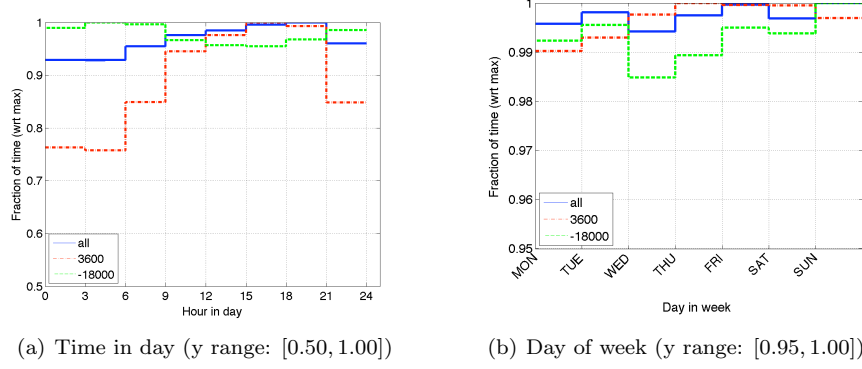 1
0.9
0.8
0.7
0.6
0.5
Fraction of time (wrt max)
all
3600
-18000
0 3 6 9 12 15 18 21 24
Hour in day
(a) Time in day (y range: [0.50, 1.00])
1
0.99
0.98
0.97
0.96
0.95
Fraction of time (wrt max)
all
3600
-18000
MON TUE WED THU FRI SAT SUN
Day in week
(b) Day of week (y range: [0.95, 1.00])